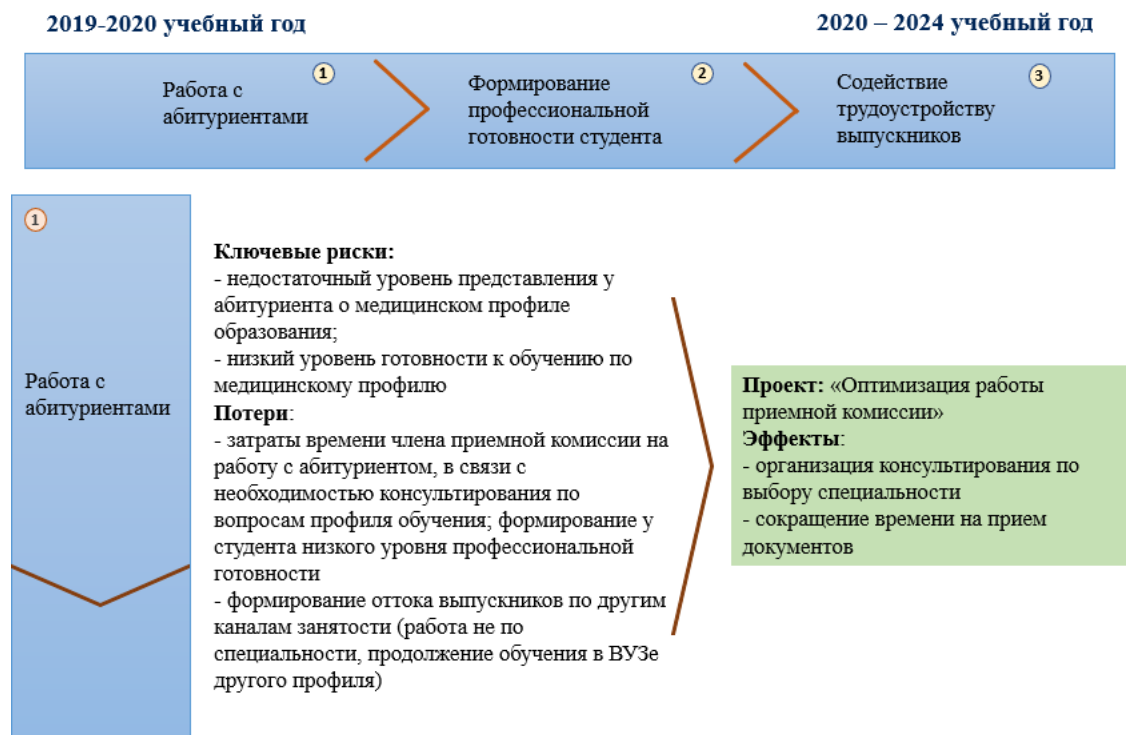 2019-2020 учебный год
2020 – 2024 учебный год
1
Работа с
абитуриентами
2
Формирование
профессиональной
готовности студента
3
Содействие
трудоустройству
выпускников
1
Работа с
абитуриентами
Ключевые риски:
- недостаточный уровень представления у
абитуриента о медицинском профиле
образования;
- низкий уровень готовности к обучению по
медицинскому профилю
Потери:
- затраты времени члена приемной комиссии на
работу с абитуриентом, в связи с
необходимостью консультирования по
вопросам профиля обучения; формирование у
студента низкого уровня профессиональной
готовности
- формирование оттока выпускников по другим
каналам занятости (работа не по
специальности, продолжение обучения в ВУЗе
другого профиля)
Проект: «Оптимизация работы
приемной комиссии»
Эффекты:
- организация консультирования по
выбору специальности
- сокращение времени на прием
документов